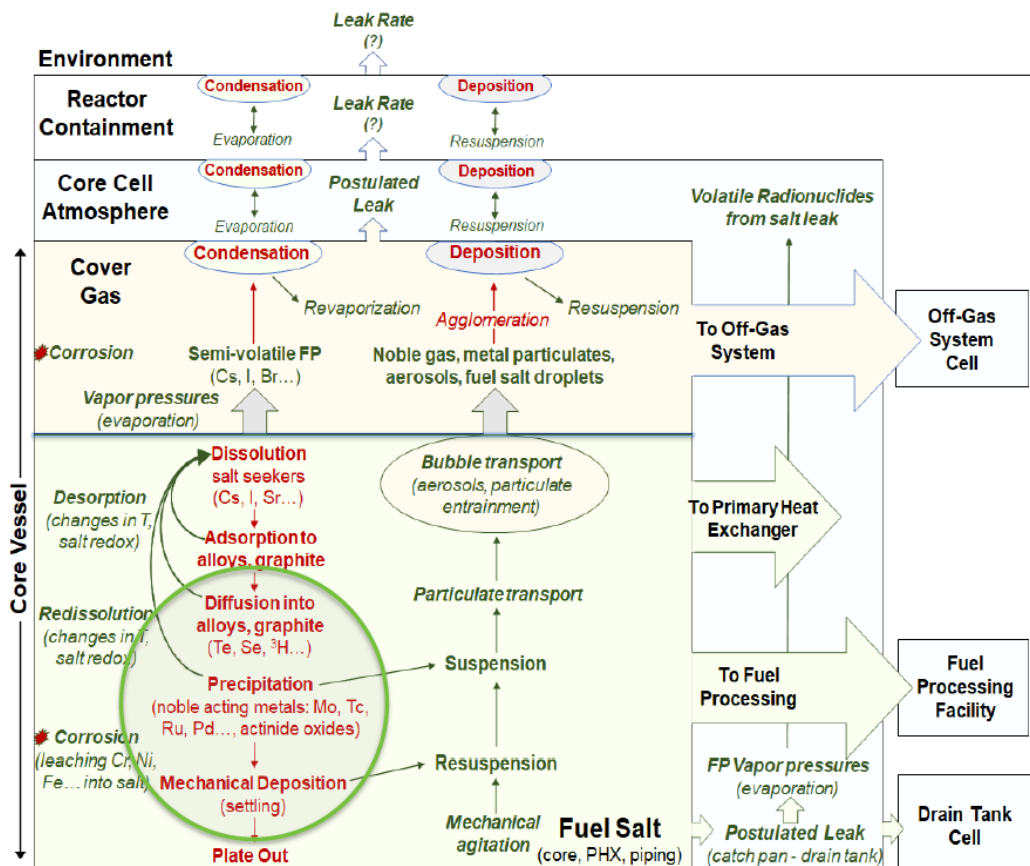 Leak Rate
(?)
Environment
Reactor
Containment
Condensation
Evaporation
Leak Rate
(?)
Deposition
Resuspension
Core Cell
Atmosphere
Condensation
Evaporation
Postulated
Leak
Deposition
Resuspension
Volatile Radionuclides
from salt leak
Core Vessel
Cover
Gas
Condensation
Revaporization
Deposition
Resuspension
Agglomeration
Corrosion
Semi-volatile FP
(Cs, I, Br...)
Noble gas, metal particulates,
aerosols, fuel salt droplets
Vapor pressures
(evaporation)
To Off-Gas
System
Off-Gas
System
Cell
Dissolution
salt seekers
(Cs, I, Sr...)
Desorption
(changes in T,
salt redox)
Adsorption to
alloys, graphite
Redissolution
(changes in T,
salt redox)
Diffusion into
alloys, graphite
(Te, Se, ³H...)
Precipitation
(noble acting metals: Mo, Tc,
Ru, Pd..., actinide oxides)
Corrosion
(leaching Cr, Ni,
Fe... into salt)
Mechanical Deposition
(settling)
Plate Out
Bubble transport
(aerosols, particulate
entrainment)
Particulate transport
Suspension
Resuspension
Mechanical
agitation
Fuel Salt
(core, PHX, piping)
To Primary Heat
Exchanger
To Fuel
Processing
Fuel
Processing
Facility
FP Vapor pressures
(evaporation)
Postulated Leak
(catch pan - drain tank)
Drain Tank
Cell